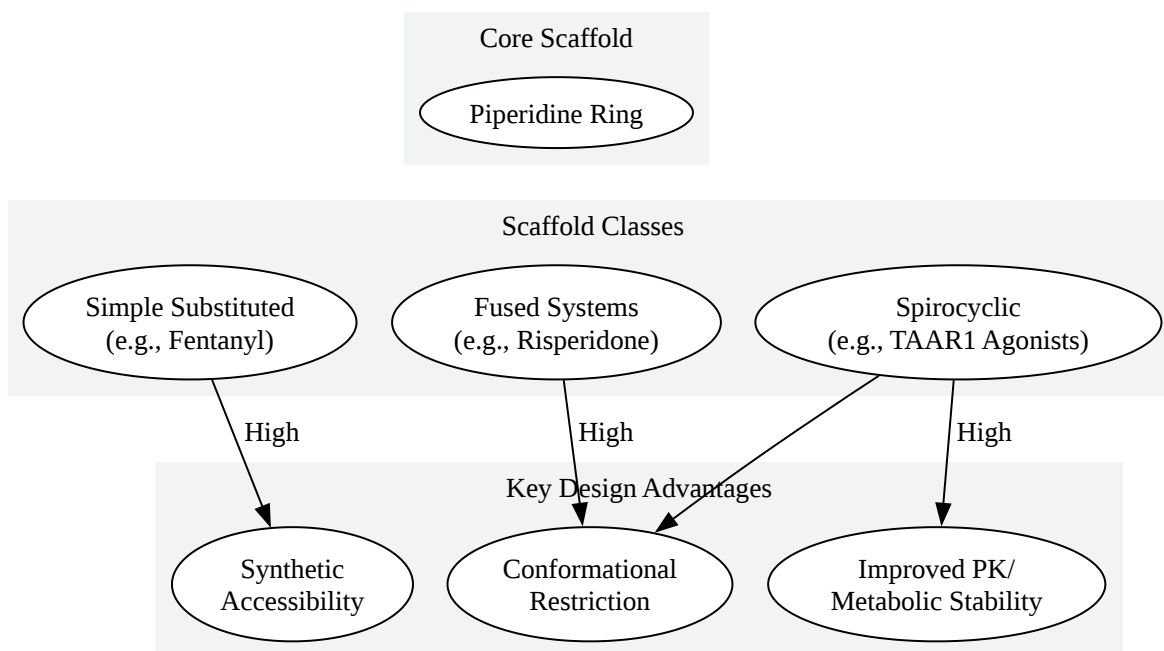 Core Scaffold
Piperidine Ring
Scaffold Classes
Simple Substituted
(e.g., Fentanyl)
Fused Systems
(e.g., Risperidone)
Spirocyclic
(e.g., TAAR1 Agonists)
High
High
High
Key Design Advantages
Synthetic
Accessibility
Conformational
Restriction
Improved PK/
Metabolic Stability